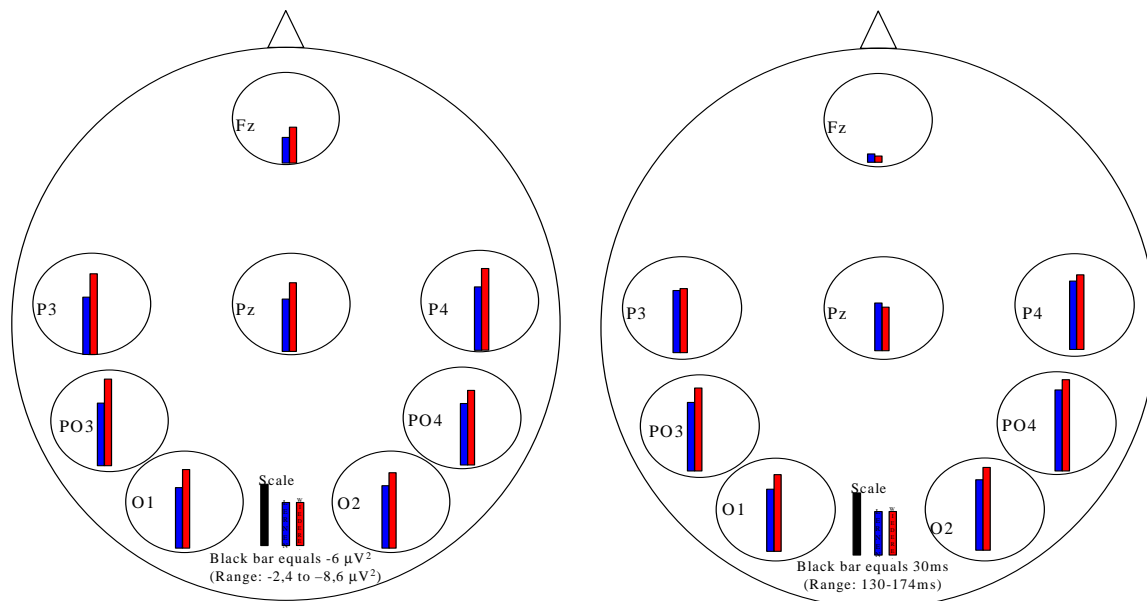 Fz
P3
Pz
P4
PO3
PO4
O1
O2
Scale
Black bar equals -6 µV²
(Range: -2,4 to –8,6 µV²)
Fz
P3
Pz
P4
PO3
PO4
O1
O2
Scale
Black bar equals 30ms
(Range: 130-174ms)